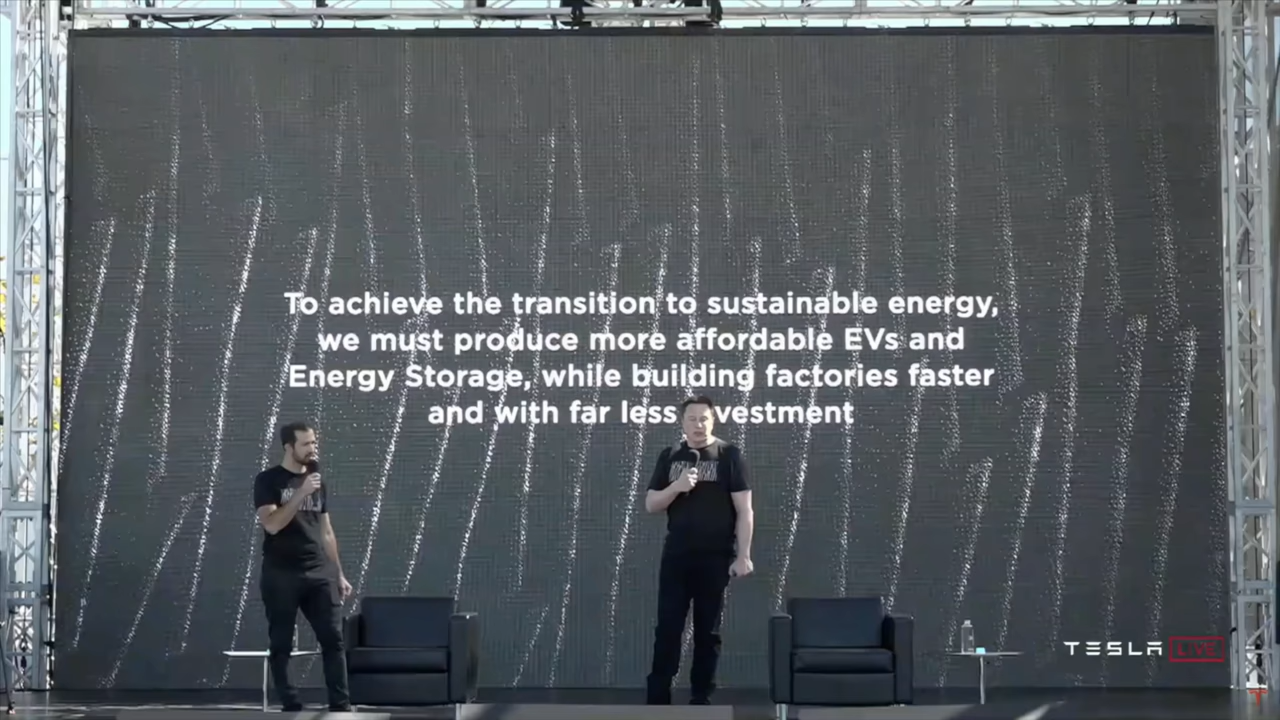 To achieve the transition to sustainable energy,
we must produce more affordable EVs and
Energy Storage, while building factories faster
and with far less vestment
TESLA LIVE